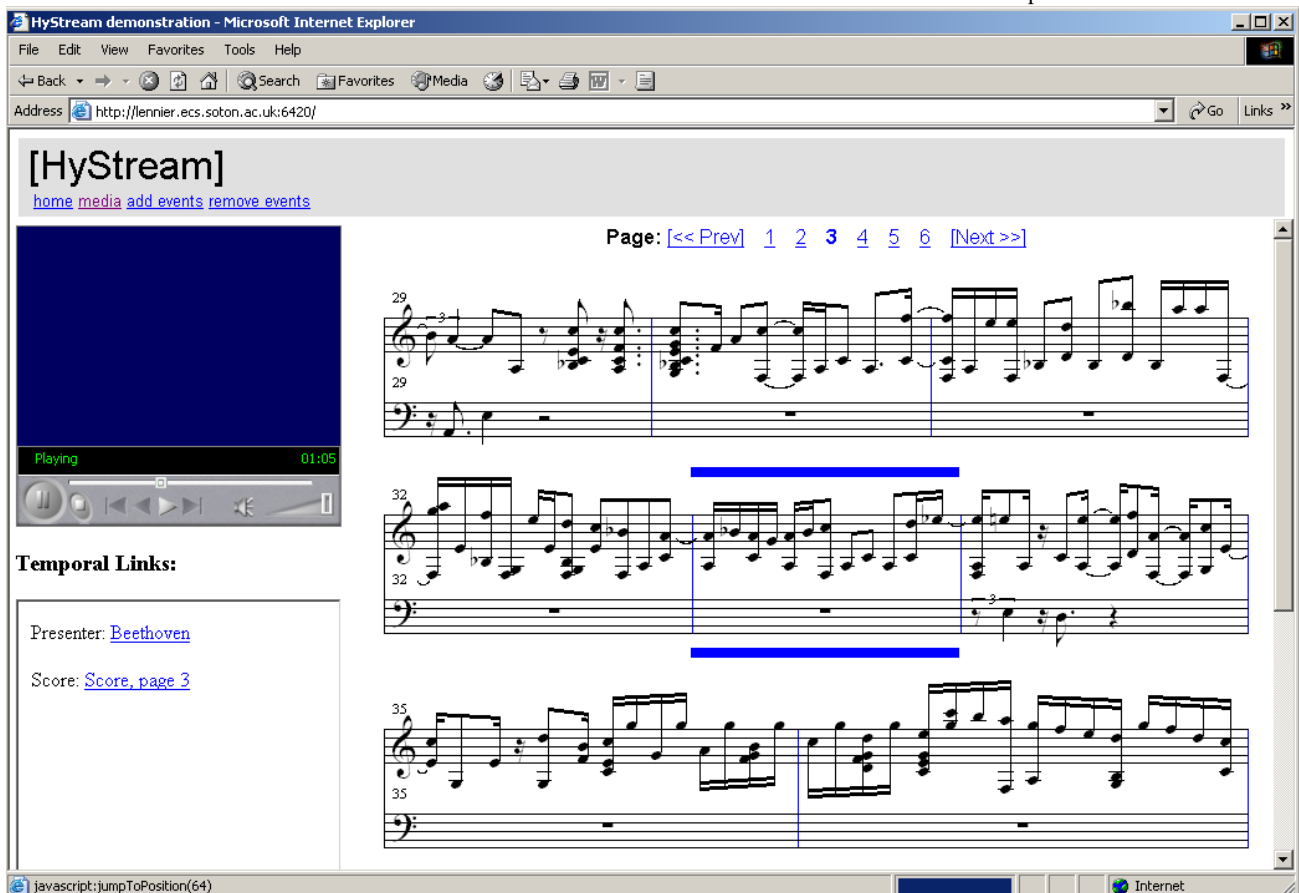 HyStream demonstration - Microsoft Internet Explorer
File Edit View Favorites Tools Help
Back Search Favorites Media
Address http://lennier.ecs.soton.ac.uk:6420/ Go Links »
[HyStream]
home media add events remove events
Page: [<< Prev] 1 2 3 4 5 6 [Next >>]
29
3
29
Playing 01:05
32
32
3
Temporal Links:
Presenter: Beethoven
Score: Score, page 3
35
35
javascript:jumpToPosition(64) Internet